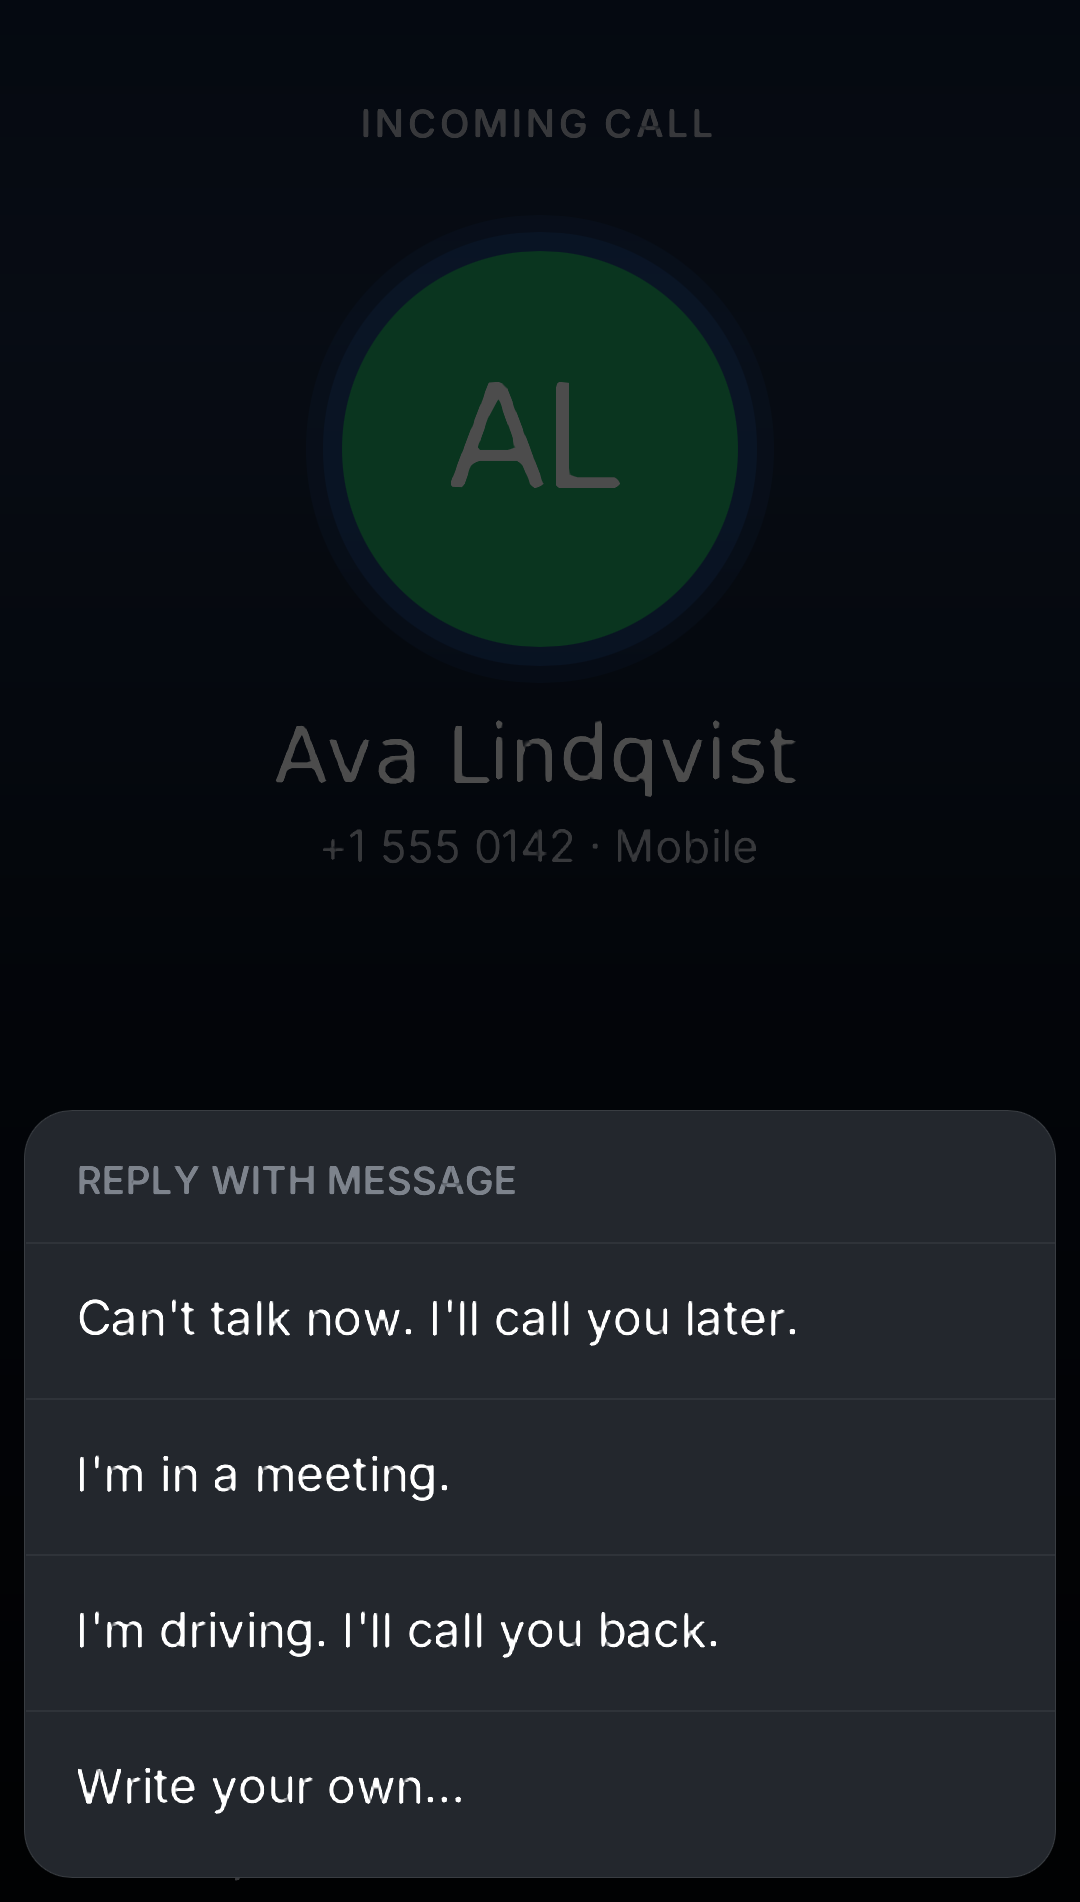 INCOMING CALL
AL
Ava Lindqvist
+1 555 0142 · Mobile
REPLY WITH MESSAGE
Can't talk now. I'll call you later.
I'm in a meeting.
I'm driving. I'll call you back.
Write your own...